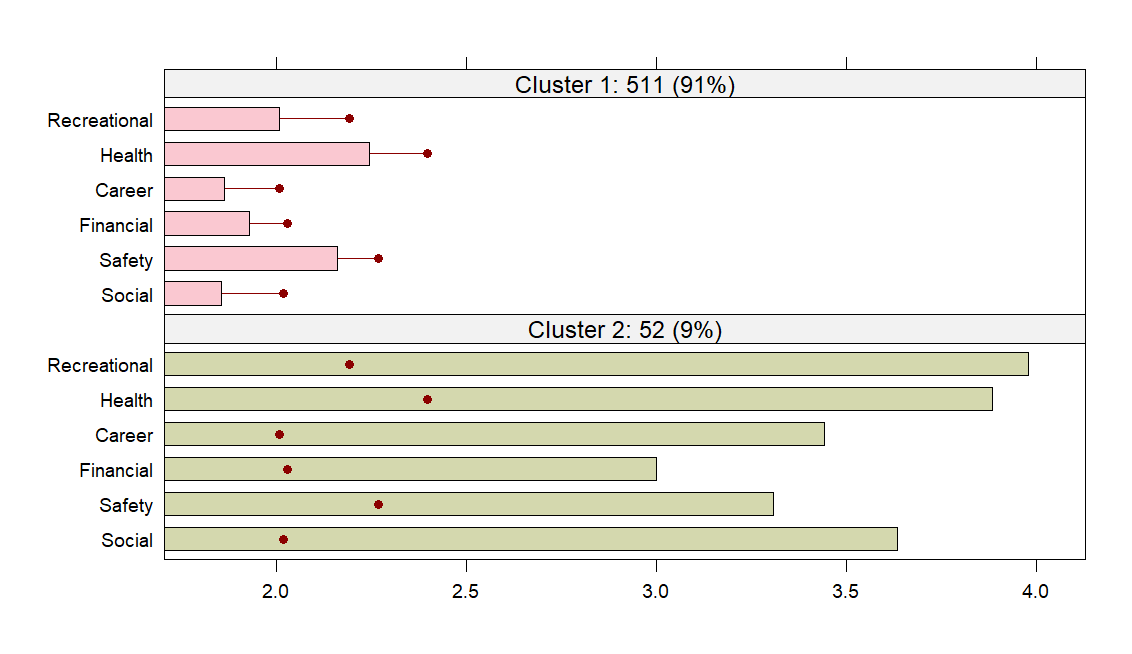 Cluster 1: 511 (91%)
Recreational
Health
Career
Financial
Safety
Social
Cluster 2: 52 (9%)
Recreational
Health
Career
Financial
Safety
Social
2.0 2.5 3.0 3.5 4.0